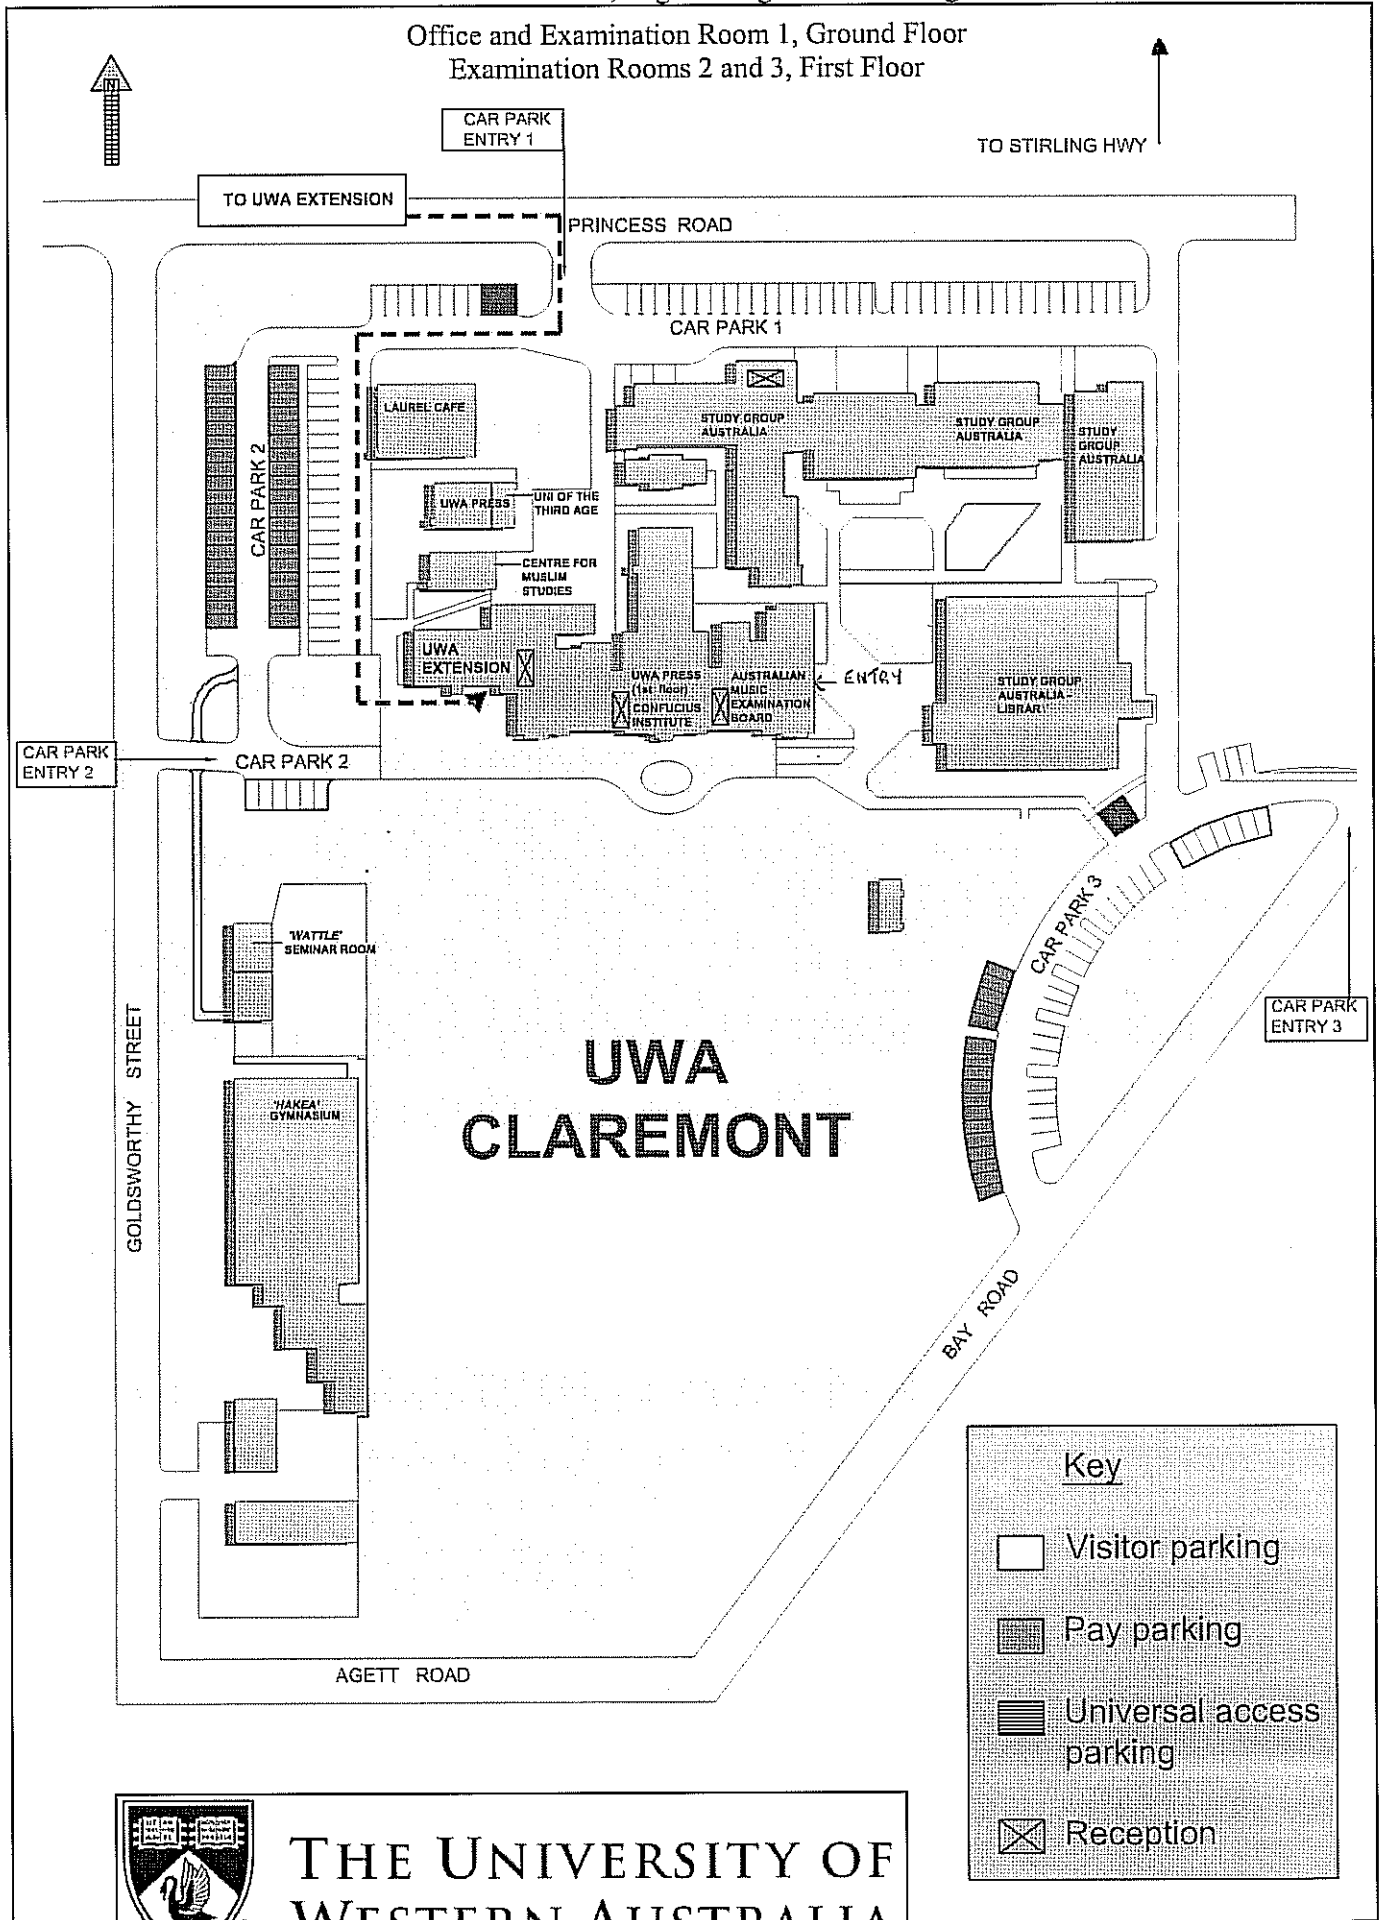 Office and Examination Room 1, Ground Floor
Examination Rooms 2 and 3, First Floor
N
CAR PARK
ENTRY 1
TO STIRLING HWY
TO UWA EXTENSION
PRINCESS ROAD
CAR PARK 1
LAUREL CAFE
STUDY GROUP
AUSTRALIA
STUDY GROUP
AUSTRALIA
STUDY
GROUP
AUSTRALIA
CAR PARK 2
UWA PRESS
UNI OF THE
THIRD AGE
CENTRE FOR
MUSLIM
STUDIES
UWA
EXTENSION
UWA PRESS
(1st floor)
CONFUCIUS
INSTITUTE
AUSTRALIAN
MUSIC
EXAMINATION
BOARD
ENTRY
STUDY GROUP
AUSTRALIA -
LIBRARY
CAR PARK
ENTRY 2
CAR PARK 2
CAR PARK 3
'WATTLE'
SEMINAR ROOM
CAR PARK
ENTRY 3
GOLDSWORTHY STREET
UWA
CLAREMONT
'HAKEA'
GYMNASIUM
BAY ROAD
AGETT ROAD
Key
Visitor parking
Pay parking
Universal access
parking
Reception
THE UNIVERSITY OF
WESTERN AUSTRALIA